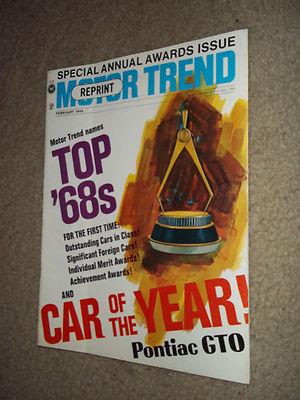 SPECIAL ANNUAL AWARDS ISSUE
MOTOR TREND
REPRINT
FEBRUARY 1968
Motor Trend names
TOP
'68s
FOR THE FIRST TIME:
Outstanding Cars in Class!
Significant Foreign Cars!
Individual Merit Awards!
Achievement Awards!
AND
CAR OF THE YEAR!
Pontiac GTO